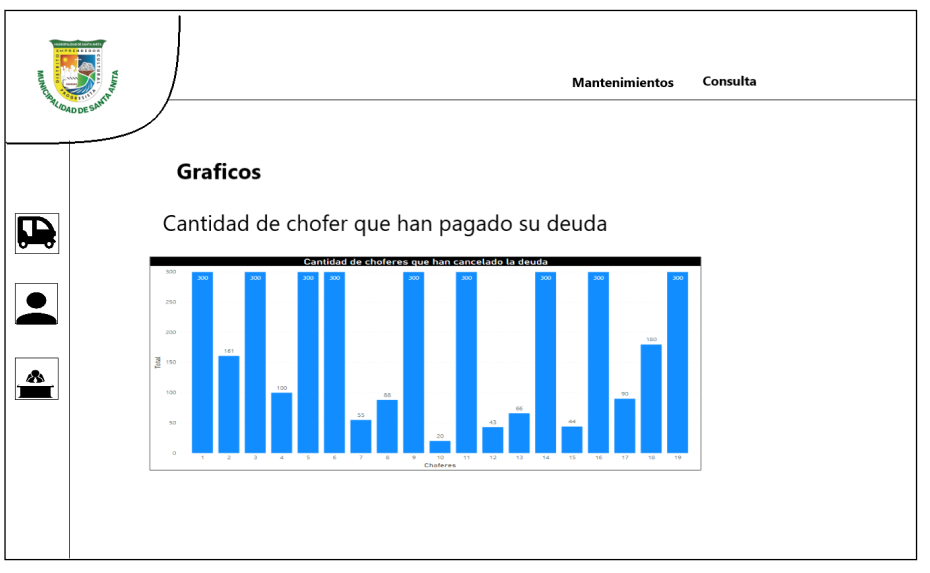 MUNICIPALIDAD DE SANTA ANITA
Mantenimientos Consulta
Graficos
Cantidad de chofer que han pagado su deuda
Cantidad de choferes que han cancelado la deuda
300
250
200
150
100
50
0
Total
300 161 300 100 300 300 55 88 300 20 300 43 66 300 44 300 90 180 300
1 2 3 4 5 6 7 8 9 10 11 12 13 14 15 16 17 18 19
Choferes